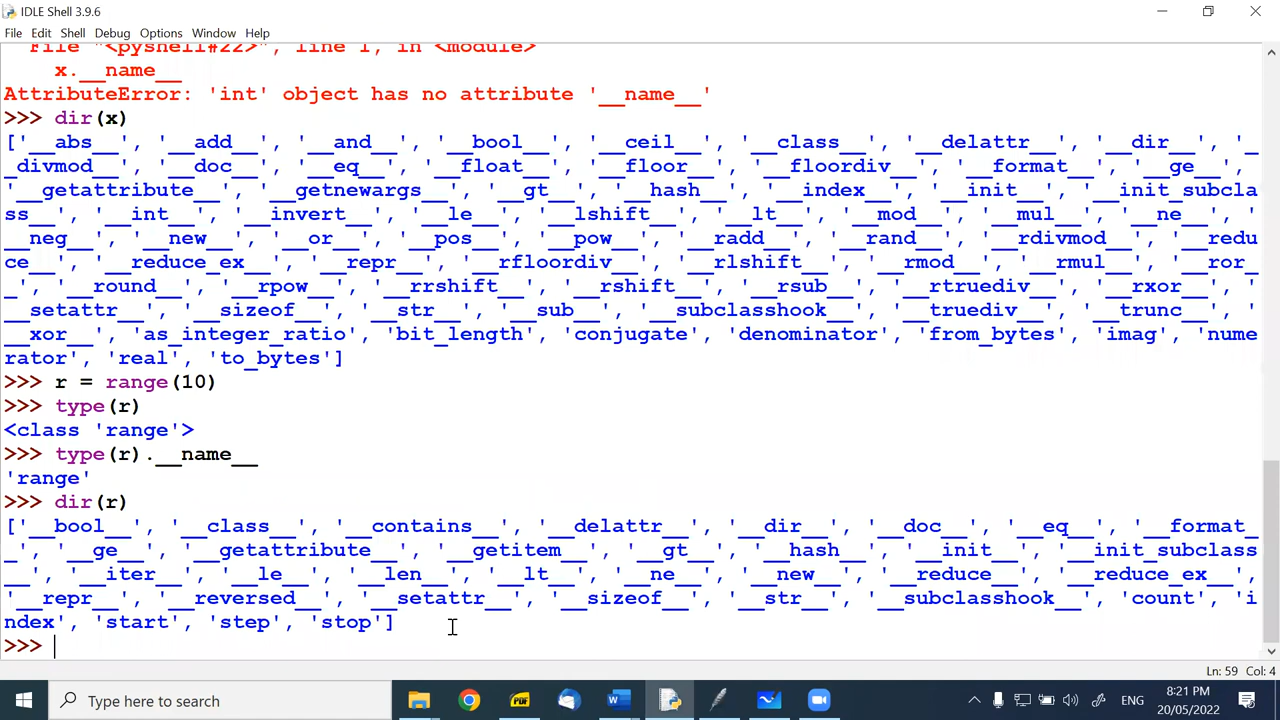 IDLE Shell 3.9.6
File Edit Shell Debug Options Window Help
File "<pyshell#22>", line 1, in <module>
x.__name__
AttributeError: 'int' object has no attribute '__name__'
>>> dir(x)
['__abs__', '__add__', '__and__', '__bool__', '__ceil__', '__class__', '__delattr__', '__dir__', '_
_divmod__', '__doc__', '__eq__', '__float__', '__floor__', '__floordiv__', '__format__', '__ge__',
'__getattribute__', '__getnewargs__', '__gt__', '__hash__', '__index__', '__init__', '__init_subcla
ss__', '__int__', '__invert__', '__le__', '__lshift__', '__lt__', '__mod__', '__mul__', '__ne__', '
__neg__', '__new__', '__or__', '__pos__', '__pow__', '__radd__', '__rand__', '__rdivmod__', '__redu
ce__', '__reduce_ex__', '__repr__', '__rfloordiv__', '__rlshift__', '__rmod__', '__rmul__', '__ror_
_', '__round__', '__rpow__', '__rrshift__', '__rshift__', '__rsub__', '__rtruediv__', '__rxor__', '
__setattr__', '__sizeof__', '__str__', '__sub__', '__subclasshook__', '__truediv__', '__trunc__', '
__xor__', 'as_integer_ratio', 'bit_length', 'conjugate', 'denominator', 'from_bytes', 'imag', 'nume
rator', 'real', 'to_bytes']
>>> r = range(10)
>>> type(r)
<class 'range'>
>>> type(r).__name__
'range'
>>> dir(r)
['__bool__', '__class__', '__contains__', '__delattr__', '__dir__', '__doc__', '__eq__', '__format_
_', '__ge__', '__getattribute__', '__getitem__', '__gt__', '__hash__', '__init__', '__init_subclass
__', '__iter__', '__le__', '__len__', '__lt__', '__ne__', '__new__', '__reduce__', '__reduce_ex__',
'__repr__', '__reversed__', '__setattr__', '__sizeof__', '__str__', '__subclasshook__', 'count', 'i
ndex', 'start', 'step', 'stop']
>>>
Ln: 59 Col: 4
Type here to search
PDF
W
ENG
8:21 PM
20/05/2022